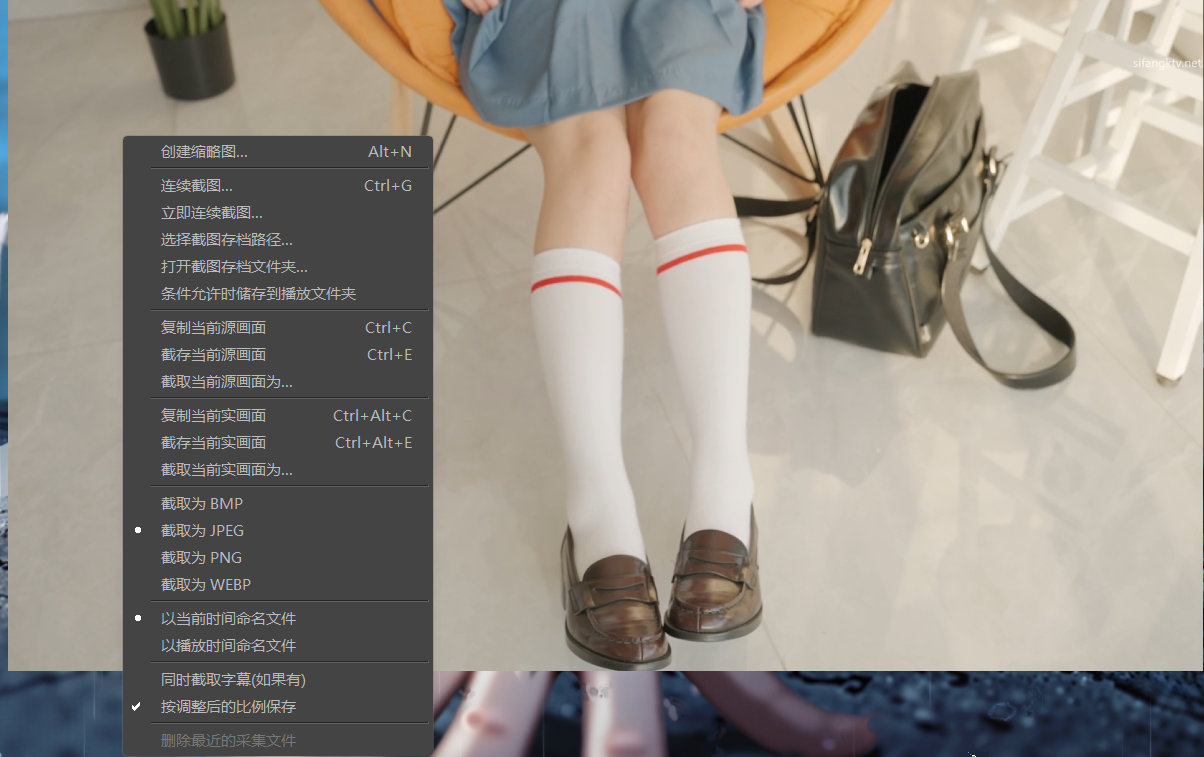 sifangktv.net
创建缩略图... Alt+N
连续截图... Ctrl+G
立即连续截图...
选择截图存档路径...
打开截图存档文件夹...
条件允许时储存到播放文件夹
复制当前源画面 Ctrl+C
截存当前源画面 Ctrl+E
截取当前源画面为...
复制当前实画面 Ctrl+Alt+C
截存当前实画面 Ctrl+Alt+E
截取当前实画面为...
截取为 BMP
截取为 JPEG
截取为 PNG
截取为 WEBP
以当前时间命名文件
以播放时间命名文件
同时截取字幕(如果有)
按调整后的比例保存
删除最近的采集文件